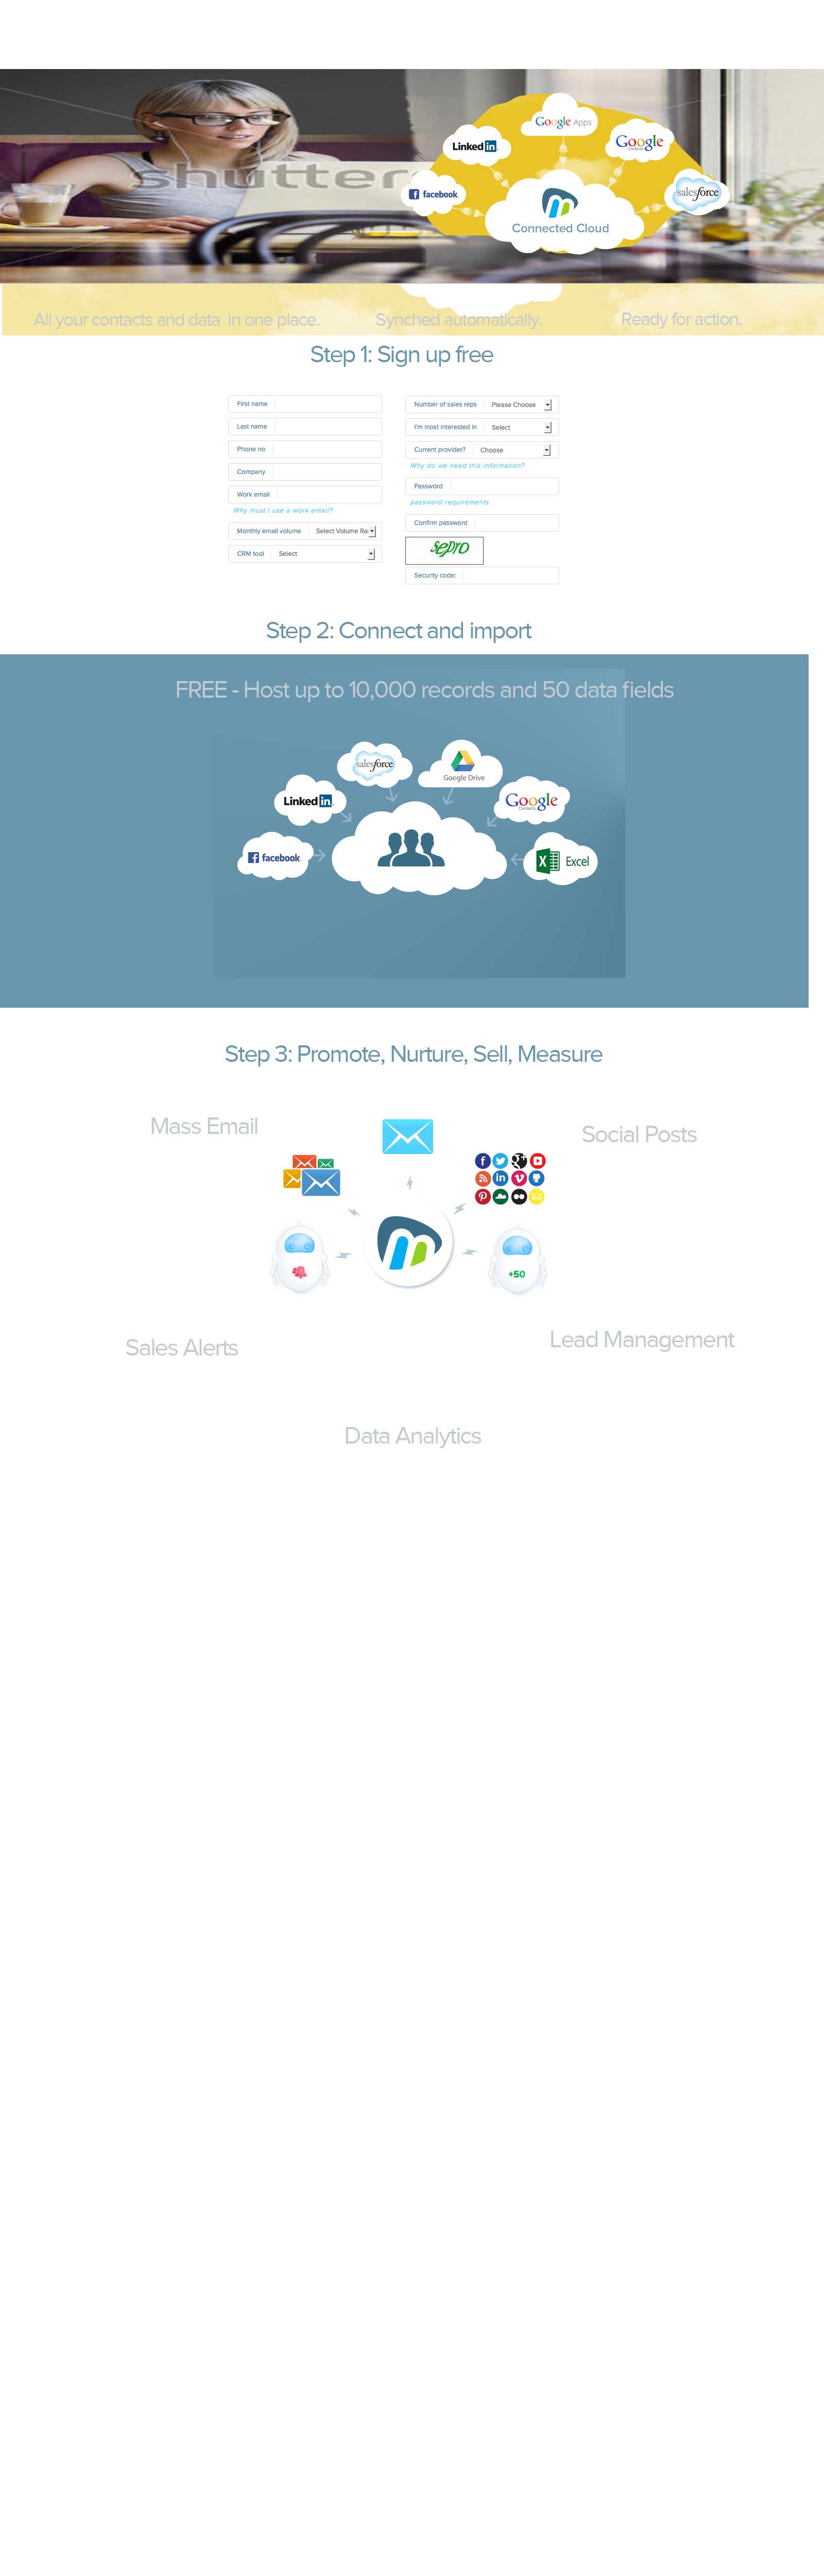 shutter
Google Apps
Linked in
Google
Contacts
facebook
salesforce
Connected Cloud
All your contacts and data in one place.
Synched automatically.
Ready for action.
Step 1: Sign up free
First name
Last name
Phone no
Company
Work email
Why must I use a work email?
Monthly email volume Select Volume Ra
CRM tool Select
Number of sales reps Please Choose
I'm most interested in Select
Current provider? Choose
Why do we need this information?
Password
password requirements
Confirm password
sepro
Security code:
Step 2: Connect and import
FREE - Host up to 10,000 records and 50 data fields
salesforce
Google Drive
Linked in
Google
Contacts
facebook
Excel
Step 3: Promote, Nurture, Sell, Measure
Mass Email
Social Posts
+50
Sales Alerts
Lead Management
Data Analytics